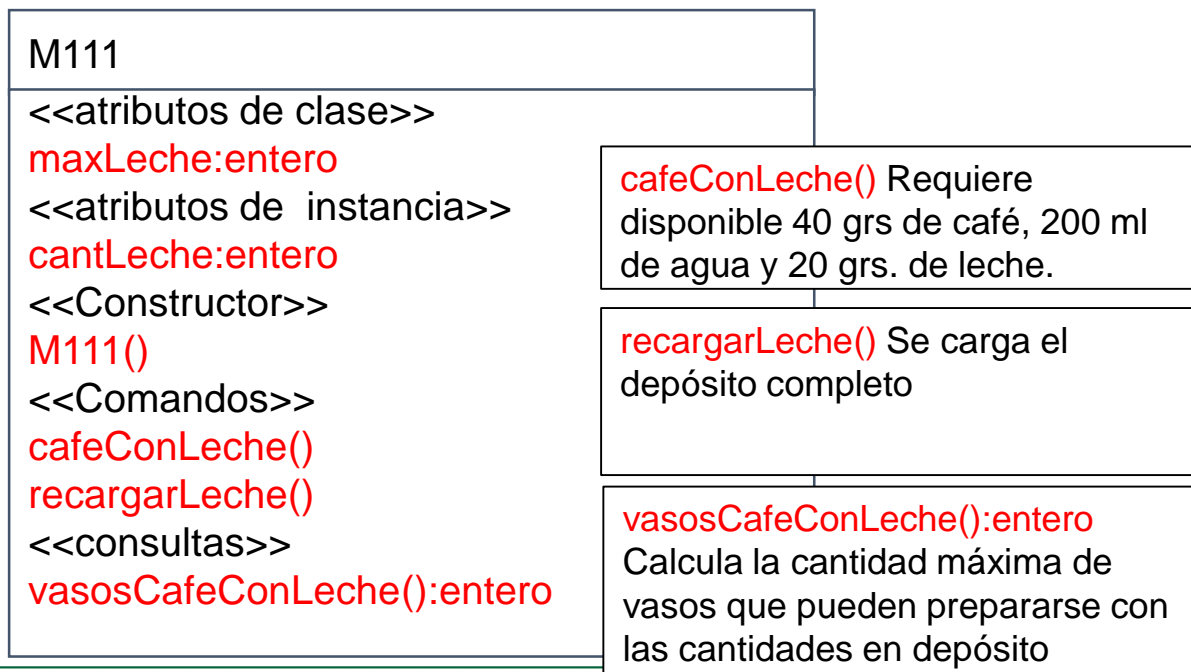 M111
<<atributos de clase>>
maxLeche:entero
<<atributos de  instancia>>
cantLeche:entero
<<Constructor>>
M111()
<<Comandos>>
cafeConLeche()
recargarLeche()
<<consultas>>
vasosCafeConLeche():entero
cafeConLeche() Requiere
disponible 40 grs de café, 200 ml
de agua y 20 grs. de leche.
recargarLeche() Se carga el
depósito completo
vasosCafeConLeche():entero
Calcula la cantidad máxima de
vasos que pueden prepararse con
las cantidades en depósito